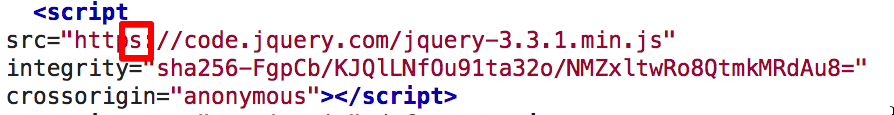 <script
src="https://code.jquery.com/jquery-3.3.1.min.js"
integrity="sha256-FgpCb/KJQlLNfOu91ta32o/NMZxltwRo8QtmkMRdAu8="
crossorigin="anonymous"></script>